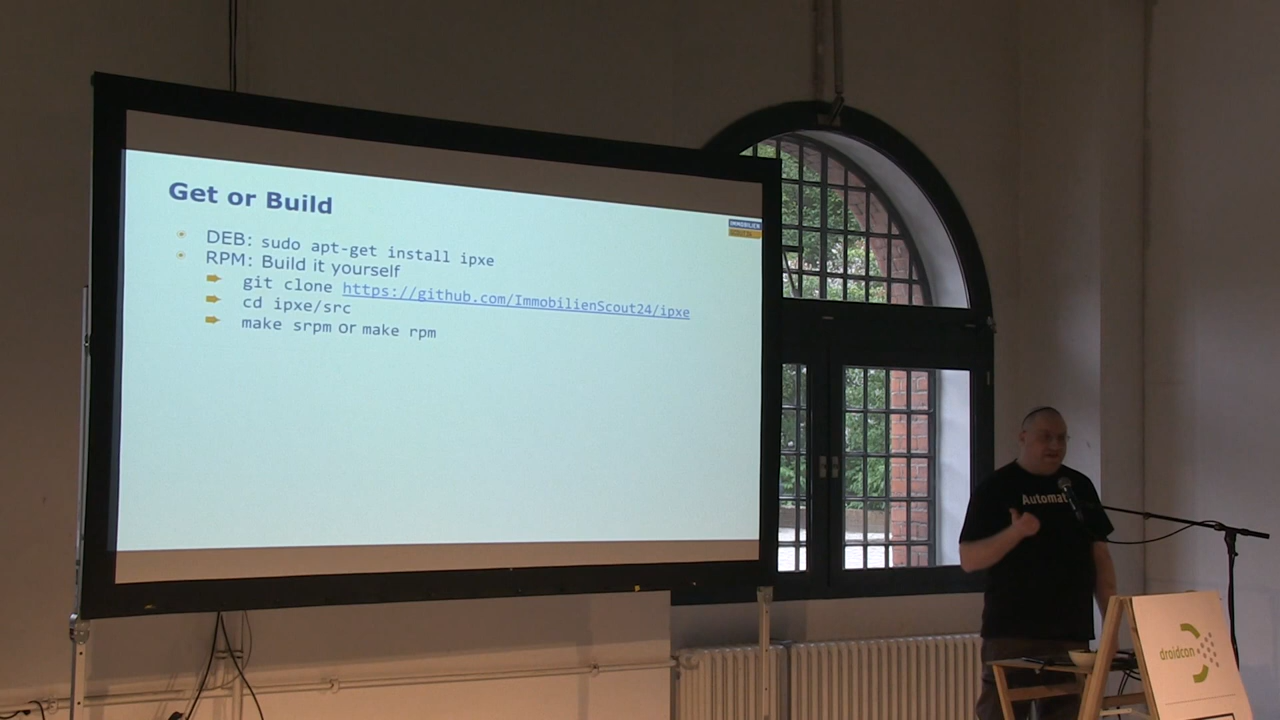 Get or Build
IMMOBILIEN
DEB: sudo apt-get install ipxe
RPM: Build it yourself
git clone https://github.com/ImmobilienScout24/ipxe
cd ipxe/src
make srpm or make rpm
Automat
droidcon